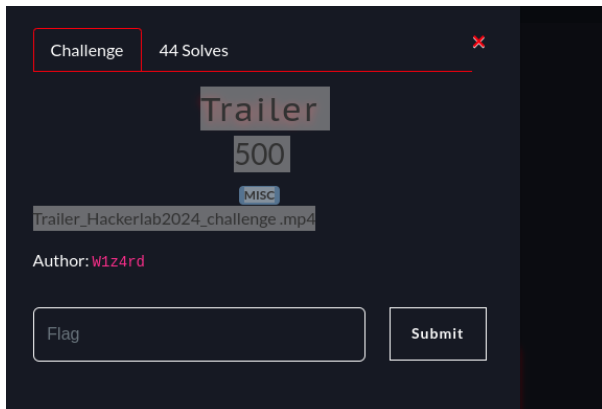 Challenge 44 Solves
Trailer
500
MISC
Trailer_Hackerlab2024_challenge .mp4
Author: W1z4rd
Flag Submit